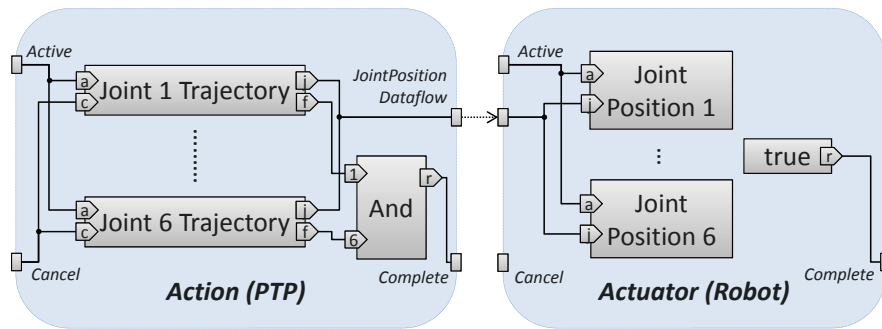 Active
a
c
Joint 1 Trajectory
j
f
JointPosition
Dataflow
1
r
And
6
a
c
Joint 6 Trajectory
j
f
Cancel
Complete
Action (PTP)
Active
a
j
Joint
Position 1
true
r
a
j
Joint
Position 6
Cancel
Complete
Actuator (Robot)